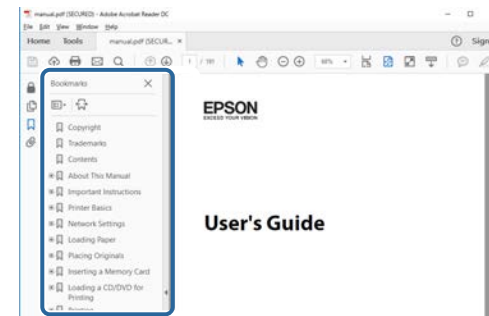 manual.pdf (SECURED) - Adobe Acrobat Reader DC
File Edit View Window Help
Home Tools manual.pdf (SECUR... × Sign
1
Bookmarks
Copyright
Trademarks
Contents
About This Manual
Important Instructions
Printer Basics
Network Settings
Loading Paper
Placing Originals
Inserting a Memory Card
Loading a CD/DVD for
Printing
EPSON
EXCEED YOUR VISION
User's Guide